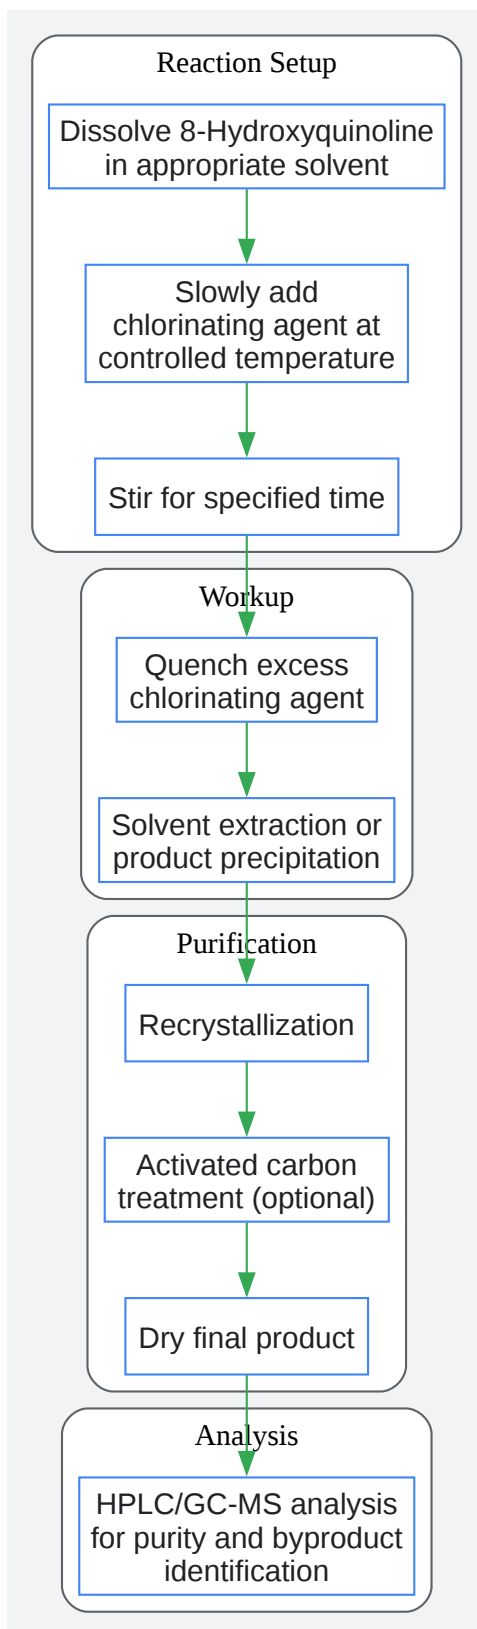 Reaction Setup
Dissolve 8-Hydroxyquinoline
in appropriate solvent
Slowly add
chlorinating agent at
controlled temperature
Stir for specified time
Workup
Quench excess
chlorinating agent
Solvent extraction or
product precipitation
Purification
Recrystallization
Activated carbon
treatment (optional)
Dry final product
Analysis
HPLC/GC-MS analysis
for purity and byproduct
identification